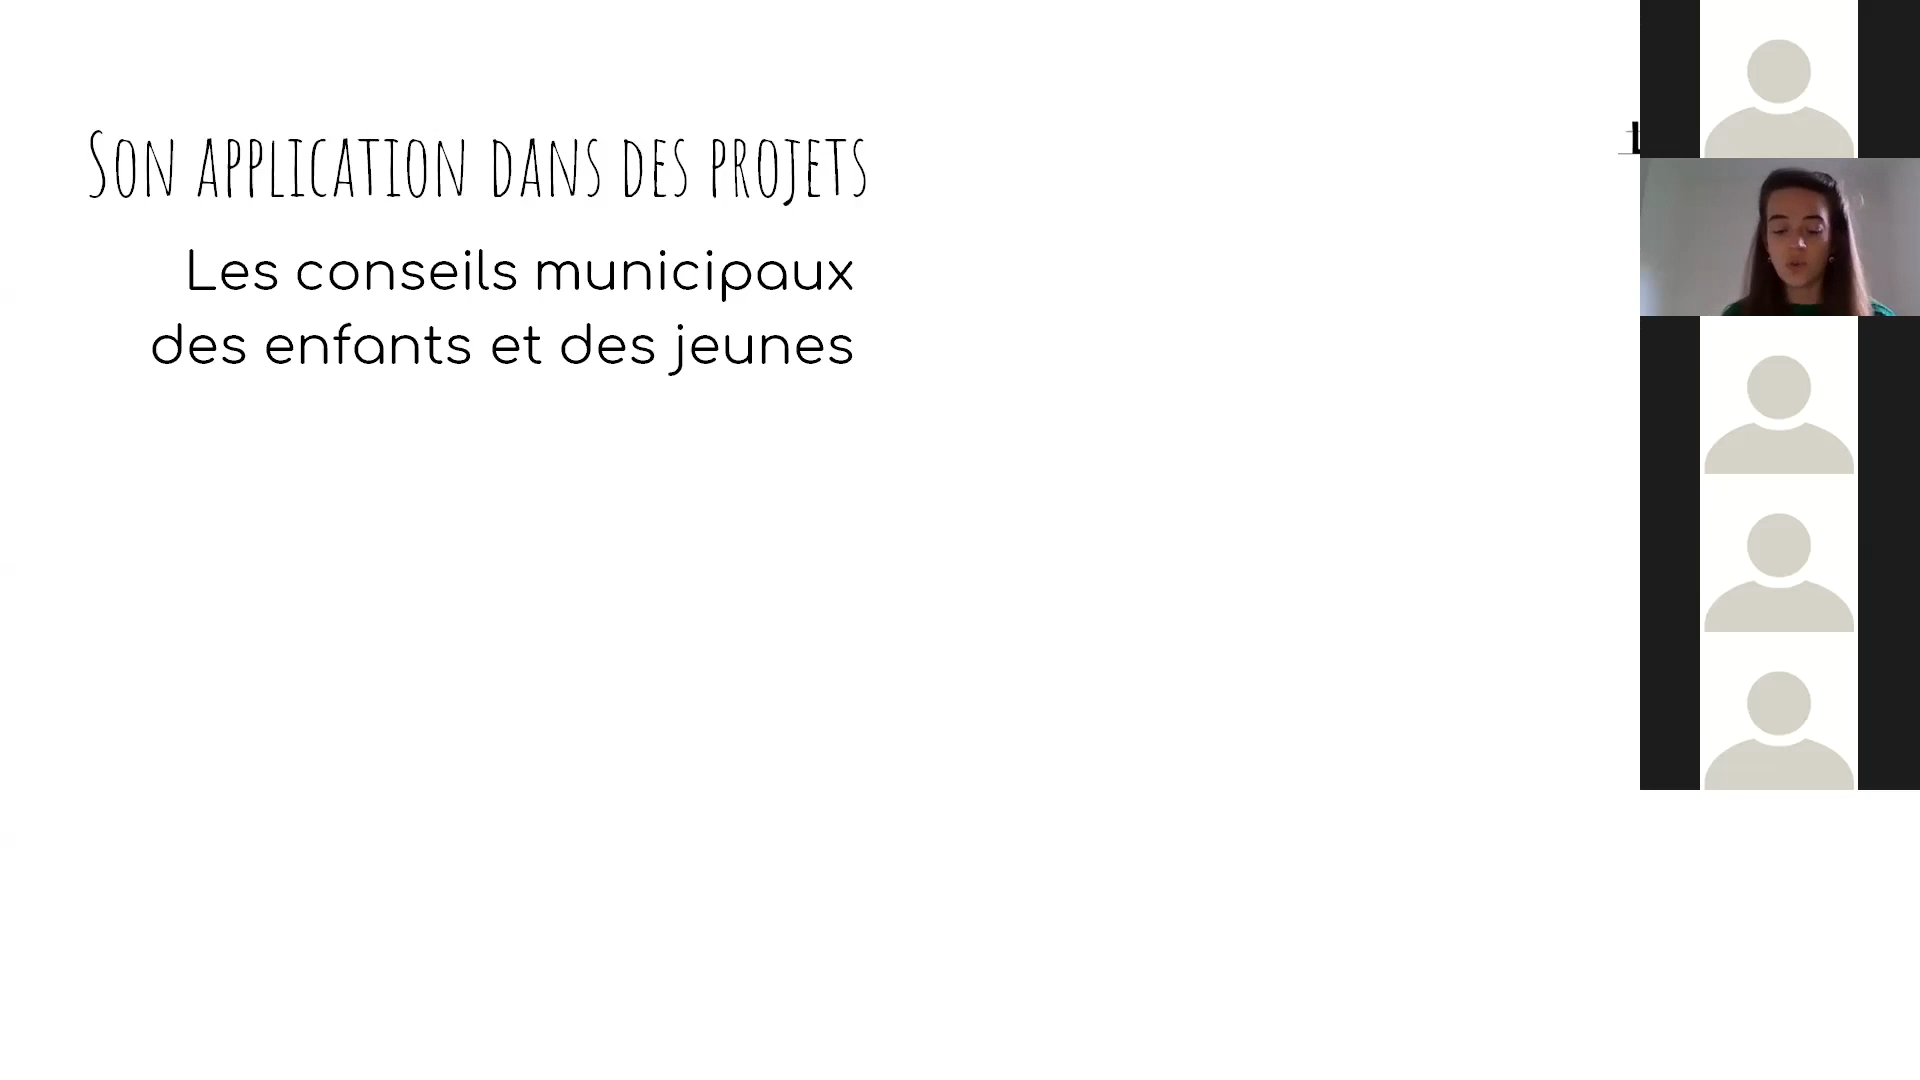 Son application dans des projets
Les conseils municipaux
des enfants et des jeunes